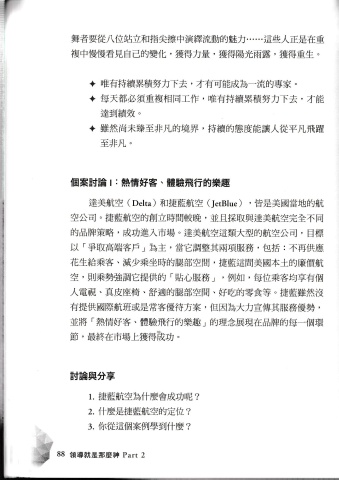 舞者要從八位站立和指尖擦中演繹流動的魅力……這些人正是在重
複中慢慢看見自己的變化，獲得力量，獲得陽光雨露，獲得重生。
✦ 唯有持續累積努力下去，才有可能成為一流的專家。
✦ 每天都必須重複相同工作，唯有持續累積努力下去，才能
達到績效。
✦ 雖然尚未臻至非凡的境界，持續的態度能讓人從平凡飛躍
至非凡。
個案討論 1：熱情好客、體驗飛行的樂趣
達美航空（Delta）和捷藍航空（JetBlue），皆是美國當地的航
空公司。捷藍航空的創立時間較晚，並且採取與達美航空完全不同
的品牌策略，成功進入市場。達美航空這類大型的航空公司，目標
以「爭取高端客戶」為主，當它調整其兩項服務，包括：不再供應
花生給乘客、減少乘坐時的腿部空間，捷藍這間美國本土的廉價航
空，則乘勢強調它提供的「貼心服務」，例如，每位乘客均享有個
人電視、真皮座椅、舒適的腿部空間、好吃的零食等。捷藍雖然沒
有提供國際航班或是常客優待方案，但因為大力宣傳其服務優勢，
並將「熱情好客、體驗飛行的樂趣」的理念展現在品牌的每一個環
節，最終在市場上獲得成功。
討論與分享
1. 捷藍航空為什麼會成功呢？
2. 什麼是捷藍航空的定位？
3. 你從這個案例學到什麼？
88 領導就是那麼神 Part 2